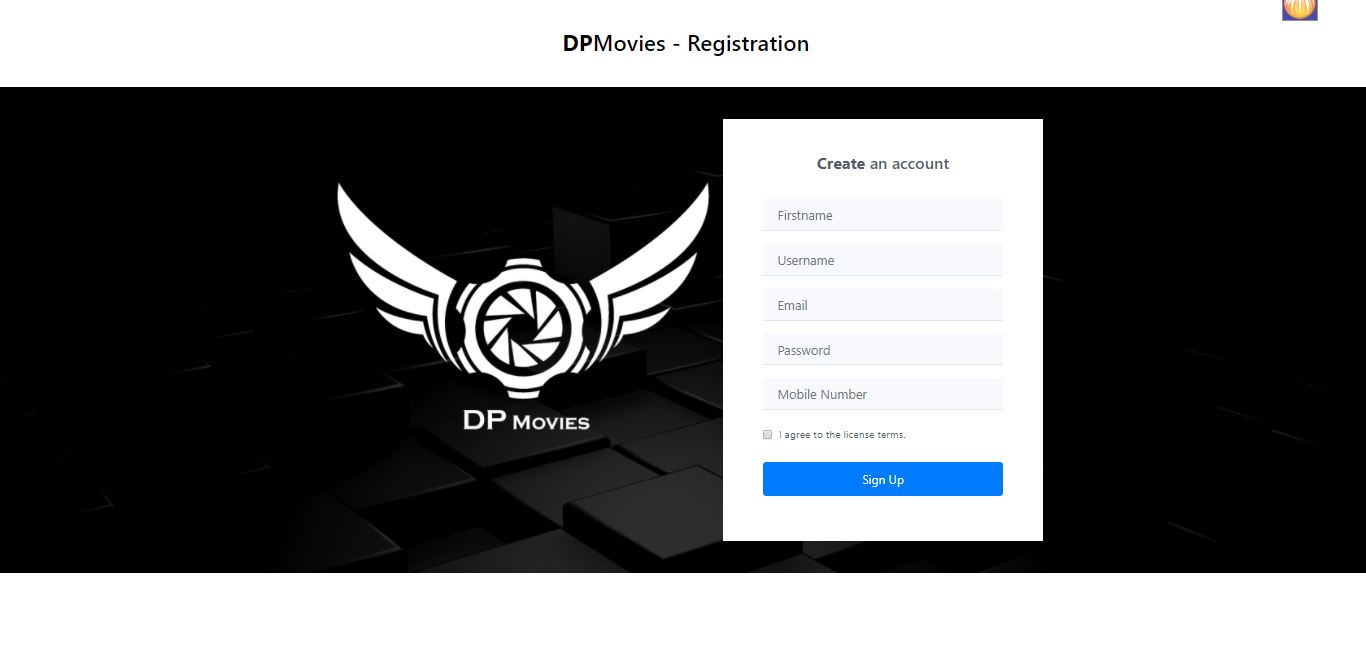 DPMovies - Registration
DP MOVIES
Create an account
Firstname
Username
Email
Password
Mobile Number
I agree to the license terms.
Sign Up